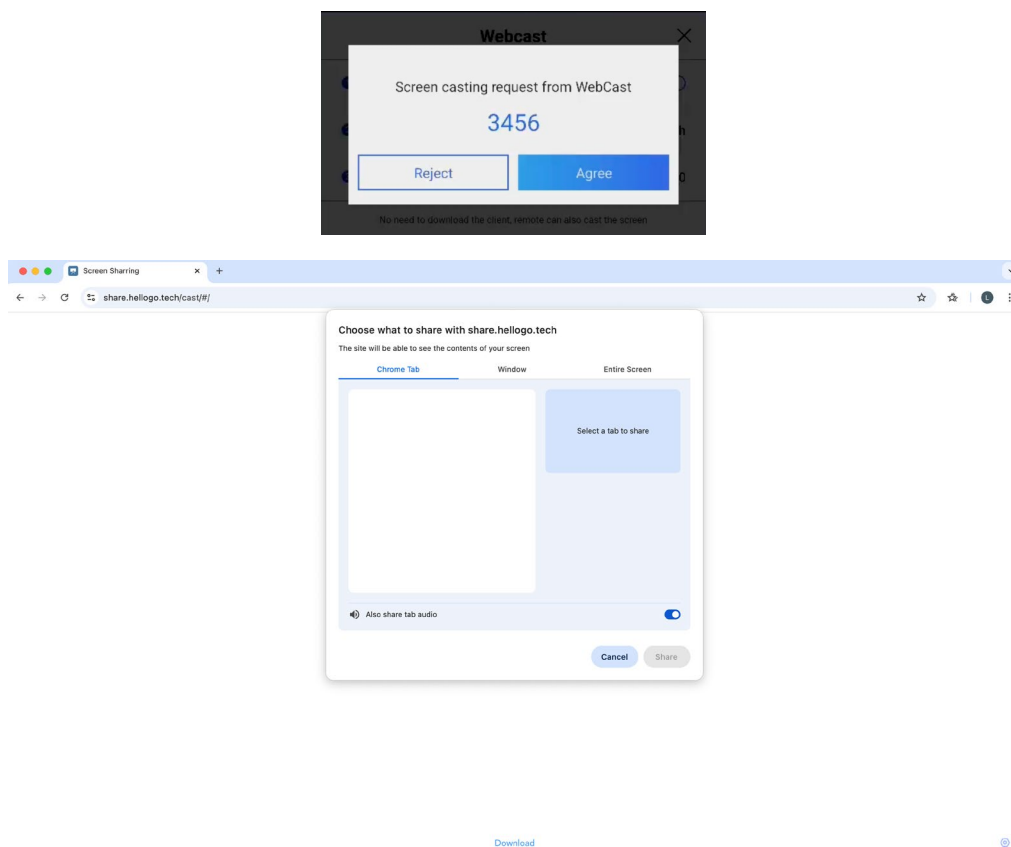 Webcast
Screen casting request from WebCast
3456
Reject
Agree
h
0
No need to download the client, remote can also cast the screen
Screen Sharring
share.hellogo.tech/cast/#/
L
Choose what to share with share.hellogo.tech
The site will be able to see the contents of your screen
Chrome Tab
Window
Entire Screen
Select a tab to share
Also share tab audio
Cancel
Share
Download